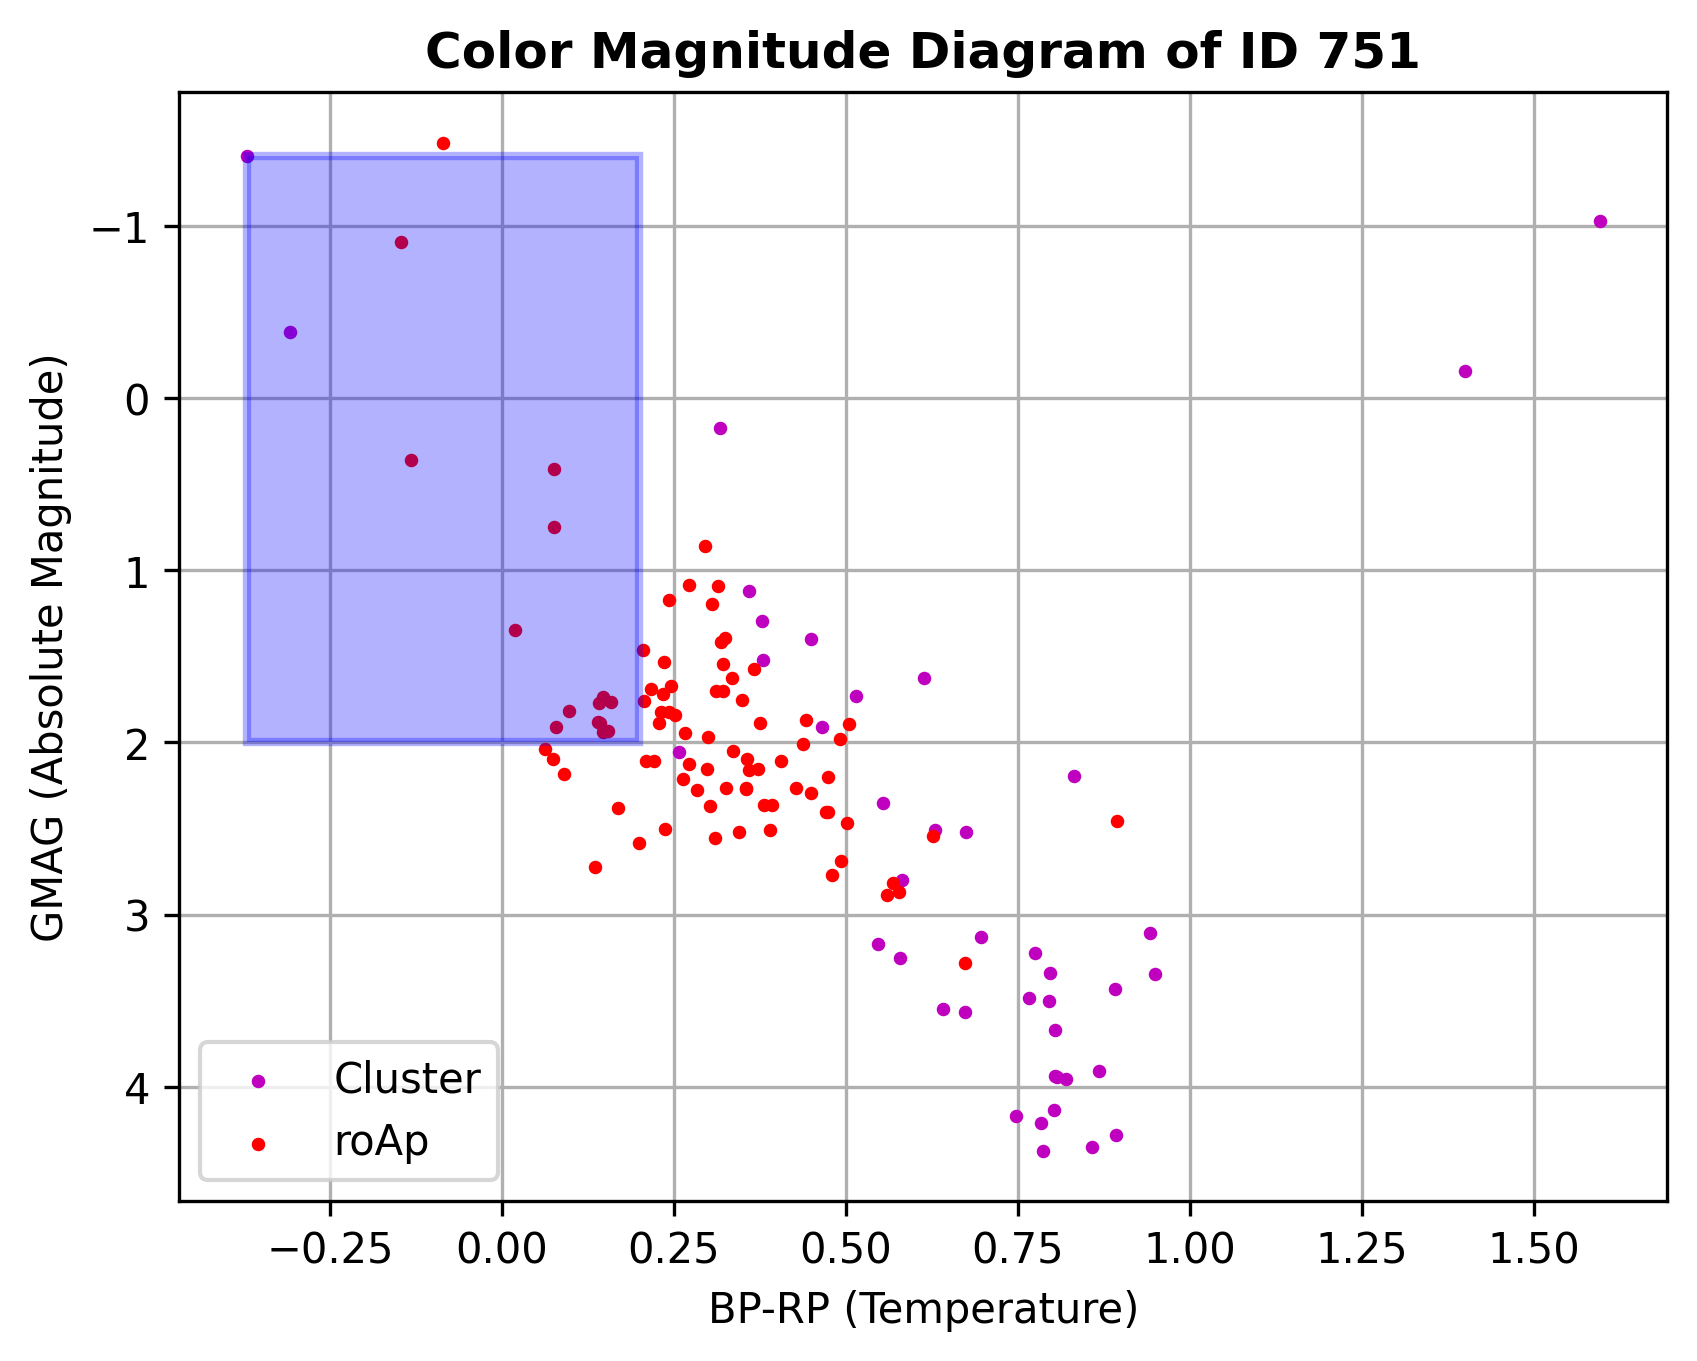 Color Magnitude Diagram of ID 751
GMAG (Absolute Magnitude)
−1
0
1
2
3
4
Cluster
roAp
−0.25 0.00 0.25 0.50 0.75 1.00 1.25 1.50
BP-RP (Temperature)